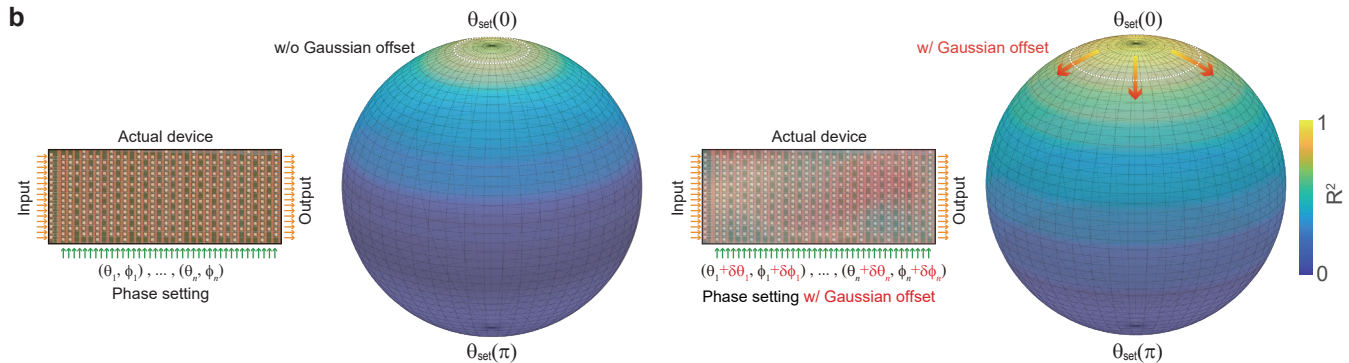 b
θset(0)
w/o Gaussian offset
Actual device
Input
Output
(θ1, ϕ1) , ... , (θn, ϕn)
Phase setting
θset(π)
θset(0)
w/ Gaussian offset
Actual device
Input
Output
(θ1+δθ1, ϕ1+δϕ1) , ... , (θn+δθn, ϕn+δϕn)
Phase setting w/ Gaussian offset
θset(π)
1
R²
0